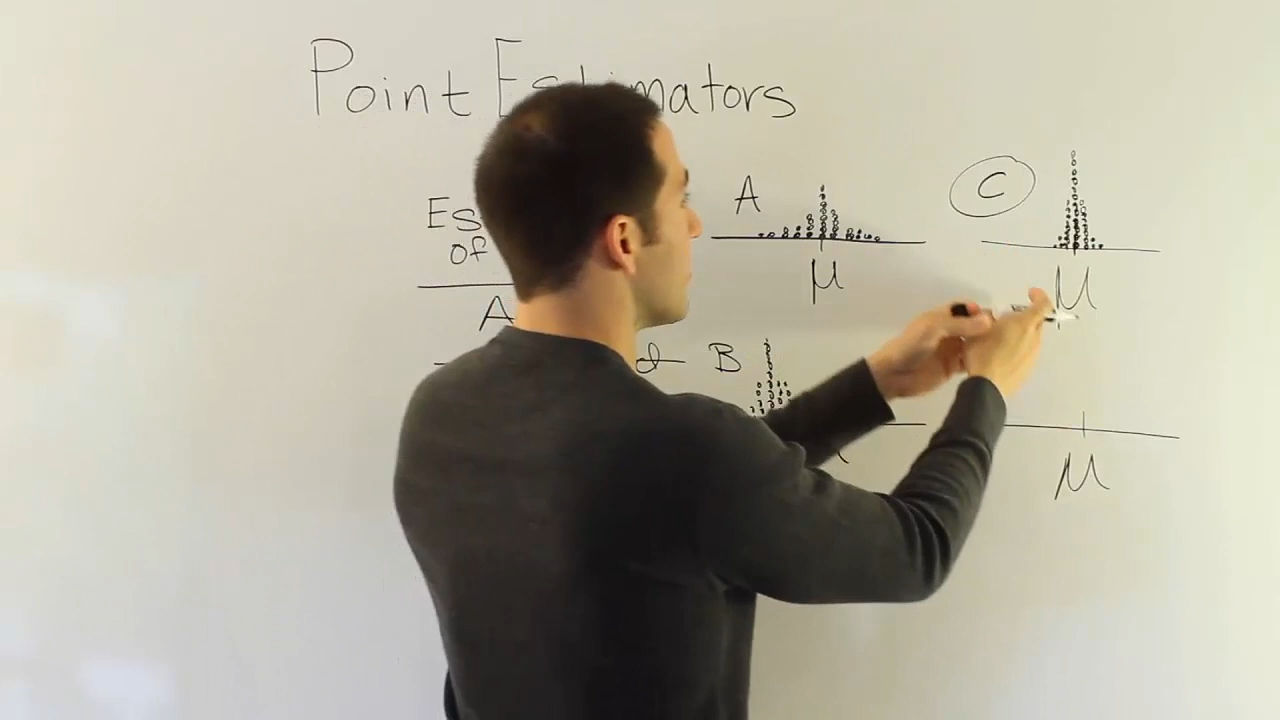 Point Estimators
Es
of
A
A
μ
C
μ
B
μ